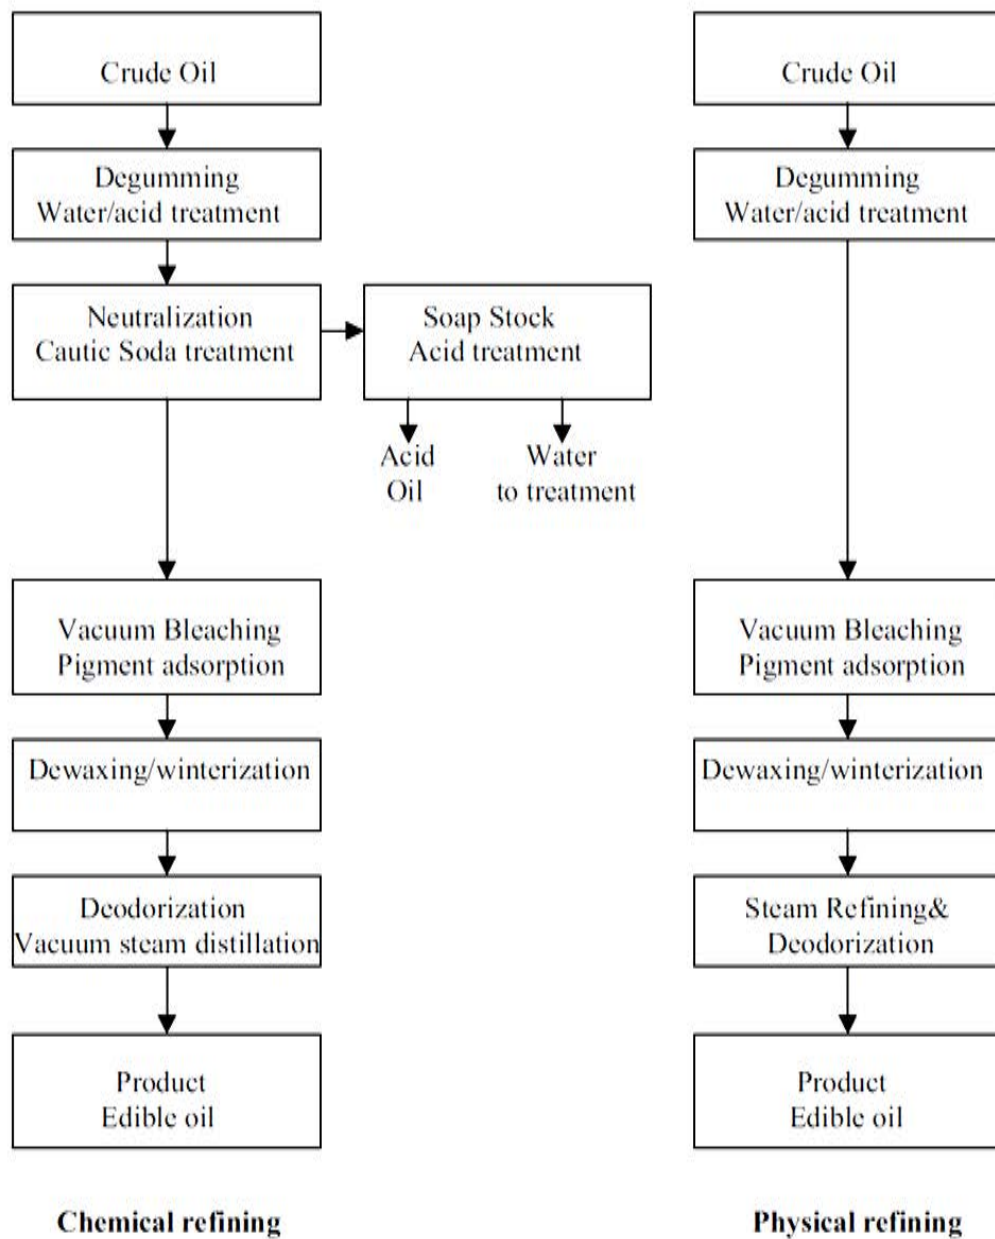 Crude Oil
Degumming
Water/acid treatment
Neutralization
Cautic Soda treatment
Soap Stock
Acid treatment
Acid
Oil
Water
to treatment
Vacuum Bleaching
Pigment adsorption
Dewaxing/winterization
Deodorization
Vacuum steam distillation
Product
Edible oil
Chemical refining
Crude Oil
Degumming
Water/acid treatment
Vacuum Bleaching
Pigment adsorption
Dewaxing/winterization
Steam Refining&
Deodorization
Product
Edible oil
Physical refining